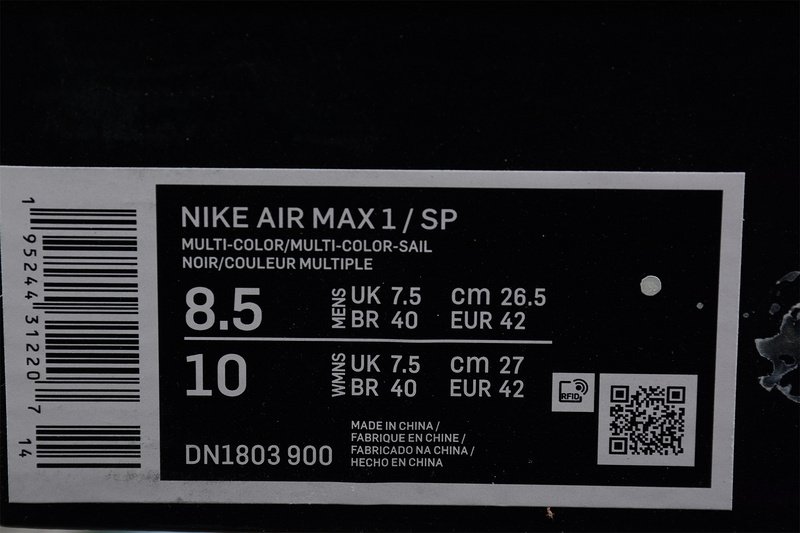 NIKE AIR MAX 1 / SP
MULTI-COLOR/MULTI-COLOR-SAIL
NOIR/COULEUR MULTIPLE
8.5 MENS UK 7.5 cm 26.5
BR 40 EUR 42
10 WMNS UK 7.5 cm 27
BR 40 EUR 42
RFID
DN1803 900
MADE IN CHINA /
FABRIQUE EN CHINE /
FABRICADO NA CHINA /
HECHO EN CHINA
1 95244 31220 7 14